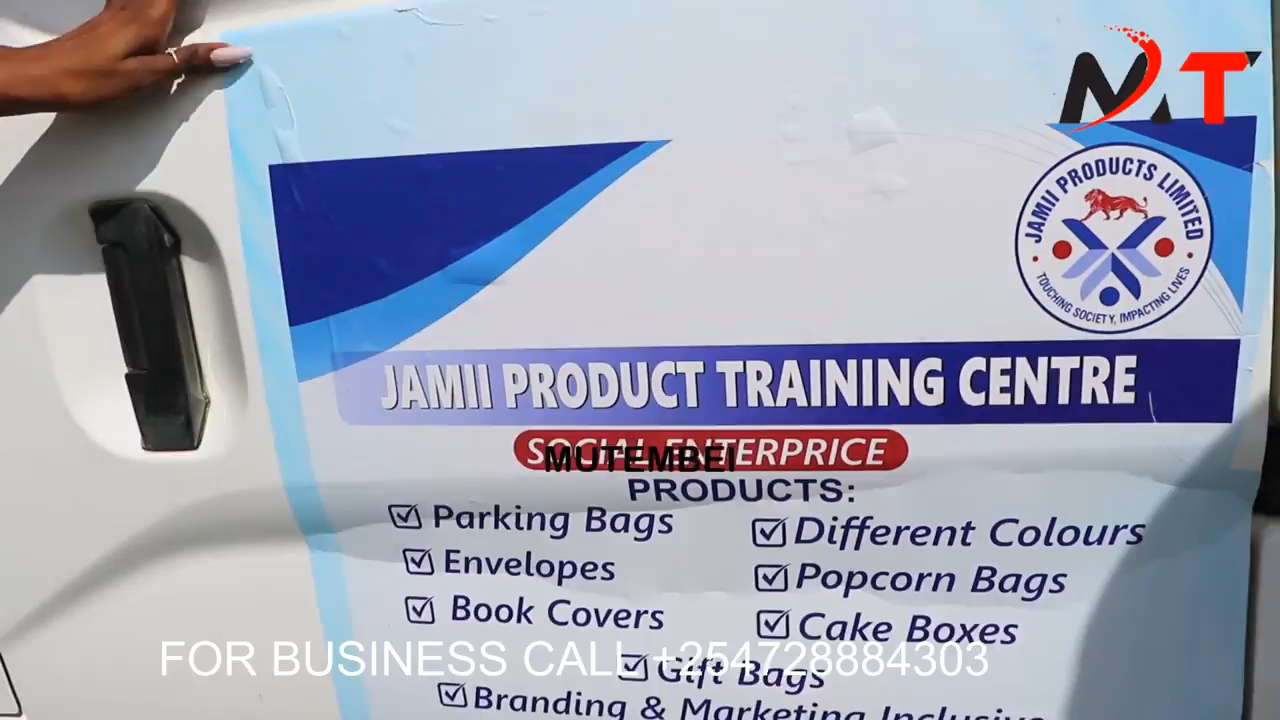 MT
JAMII PRODUCTS LIMITED
TOUCHING SOCIETY, IMPACTING LIVES
JAMII PRODUCT TRAINING CENTRE
SOCIAL ENTERPRICE
MUTEMBEI
PRODUCTS:
Parking Bags
Different Colours
Envelopes
Popcorn Bags
Book Covers
Cake Boxes
FOR BUSINESS CALL +254728884303
Gift Bags
Branding & Marketing Inclusive